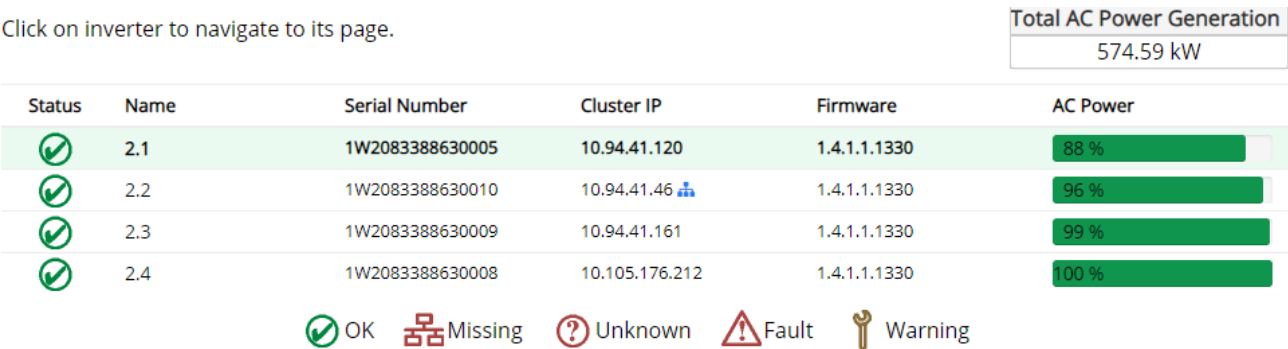 Click on inverter to navigate to its page.
Total AC Power Generation
574.59 kW
Status Name Serial Number Cluster IP Firmware AC Power
2.1 1W2083388630005 10.94.41.120 1.4.1.1.1330 88 %
2.2 1W2083388630010 10.94.41.46 1.4.1.1.1330 96 %
2.3 1W2083388630009 10.94.41.161 1.4.1.1.1330 99 %
2.4 1W2083388630008 10.105.176.212 1.4.1.1.1330 100 %
OK Missing Unknown Fault Warning